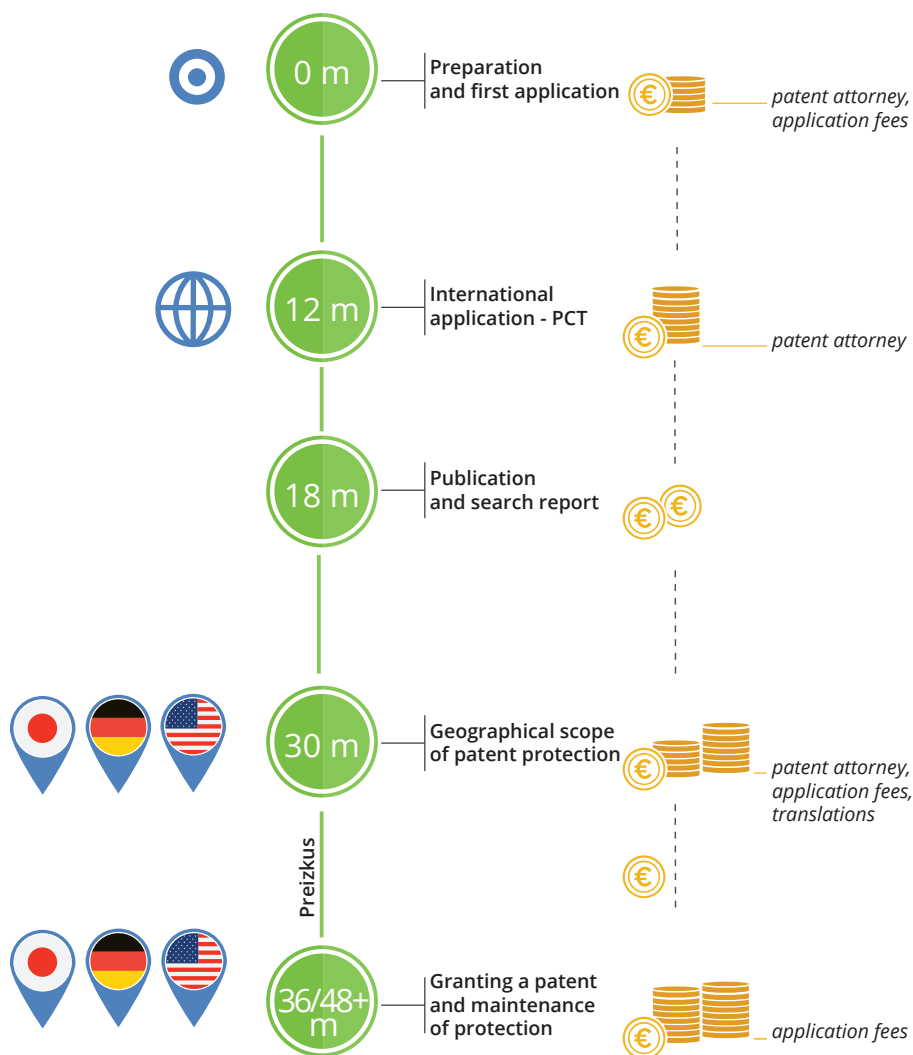 0 m
Preparation
and first application
€
patent attorney,
application fees
12 m
International
application - PCT
€
patent attorney
18 m
Publication
and search report
€
€
30 m
Geographical scope
of patent protection
€
patent attorney,
application fees,
translations
Preizkus
€
36/48+
m
Granting a patent
and maintenance
of protection
€
application fees